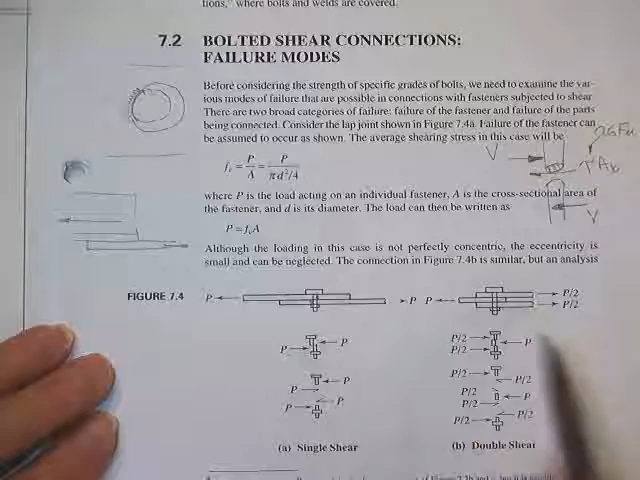 tions," where bolts and welds are covered.
7.2 BOLTED SHEAR CONNECTIONS:
FAILURE MODES
Before considering the strength of specific grades of bolts, we need to examine the var-
ious modes of failure that are possible in connections with fasteners subjected to shear
There are two broad categories of failure: failure of the fastener and failure of the parts
being connected. Consider the lap joint shown in Figure 7.4a. Failure of the fastener can
be assumed to occur as shown. The average shearing stress in this case will be
V
fv = P/A = P/πd²/4
where P is the load acting on an individual fastener, A is the cross-sectional area of
the fastener, and d is its diameter. The load can then be written as
V
P = fvA
Although the loading in this case is not perfectly concentric, the eccentricity is
small and can be neglected. The connection in Figure 7.4b is similar, but an analysis
FIGURE 7.4 P P P P/2
P/2
P P
P/2 P/2 P
P P
P/2 P/2
P P
P/2 P/2 P
P/2 P/2
(a) Single Shear (b) Double Shear